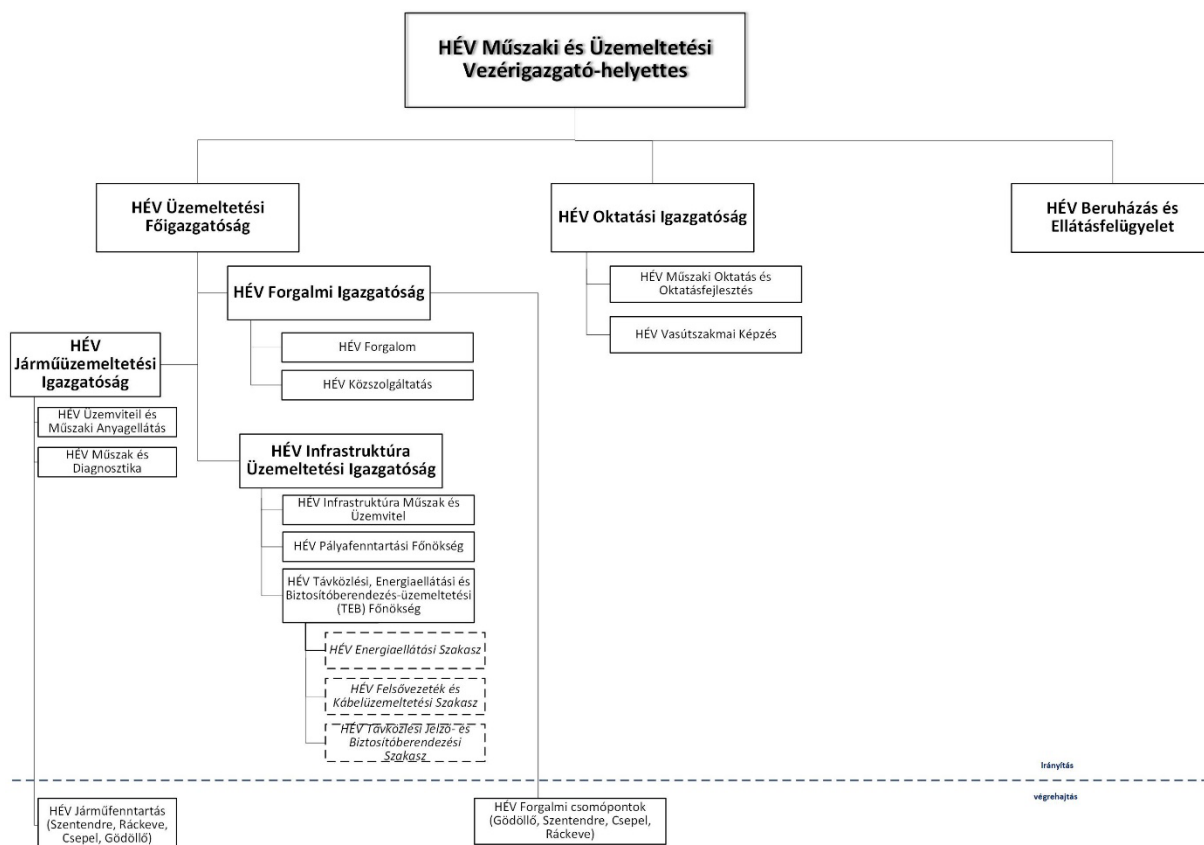 HÉV Műszaki és Üzemeltetési
Vezérigazgató-helyettes
HÉV Üzemeltetési
Főigazgatóság
HÉV Oktatási Igazgatóság
HÉV Beruházás és
Ellátásfelügyelet
HÉV Műszaki Oktatás és
Oktatásfejlesztés
HÉV Vasútszakmai Képzés
HÉV Forgalmi Igazgatóság
HÉV Forgalom
HÉV Közszolgáltatás
HÉV
Járműüzemeltetési
Igazgatóság
HÉV Üzemviteil és
Műszaki Anyagellátás
HÉV Műszak és
Diagnosztika
HÉV Infrastruktúra
Üzemeltetési Igazgatóság
HÉV Infrastruktúra Műszak és
Üzemvitel
HÉV Pályafenntartási Főnökség
HÉV Távközlési, Energiaellátási és
Biztosítóberendezés-üzemeltetési
(TEB) Főnökség
HÉV Energiaellátási Szakasz
HÉV Felsővezeték és
Kábelüzemeltetési Szakasz
HÉV Távközlési Jelző- és
Biztosítóberendezési
Szakasz
Irányítás
végrehajtás
HÉV Járműfenntartás
(Szentendre, Ráckeve,
Csepel, Gödöllő)
HÉV Forgalmi csomópontok
(Gödöllő, Szentendre, Csepel,
Ráckeve)